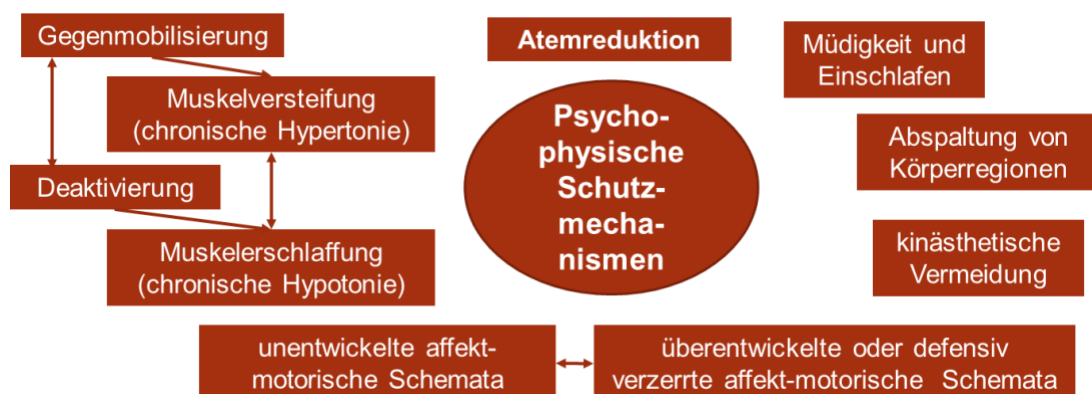 Gegenmobilisierung
Muskelversteifung
(chronische Hypertonie)
Deaktivierung
Muskelerschlaffung
(chronische Hypotonie)
Atemreduktion
Psycho-
physische
Schutz-
mecha-
nismen
Müdigkeit und
Einschlafen
Abspaltung von
Körperregionen
kinästhetische
Vermeidung
unentwickelte affekt-
motorische Schemata
überentwickelte oder defensiv
verzerrte affekt-motorische Schemata